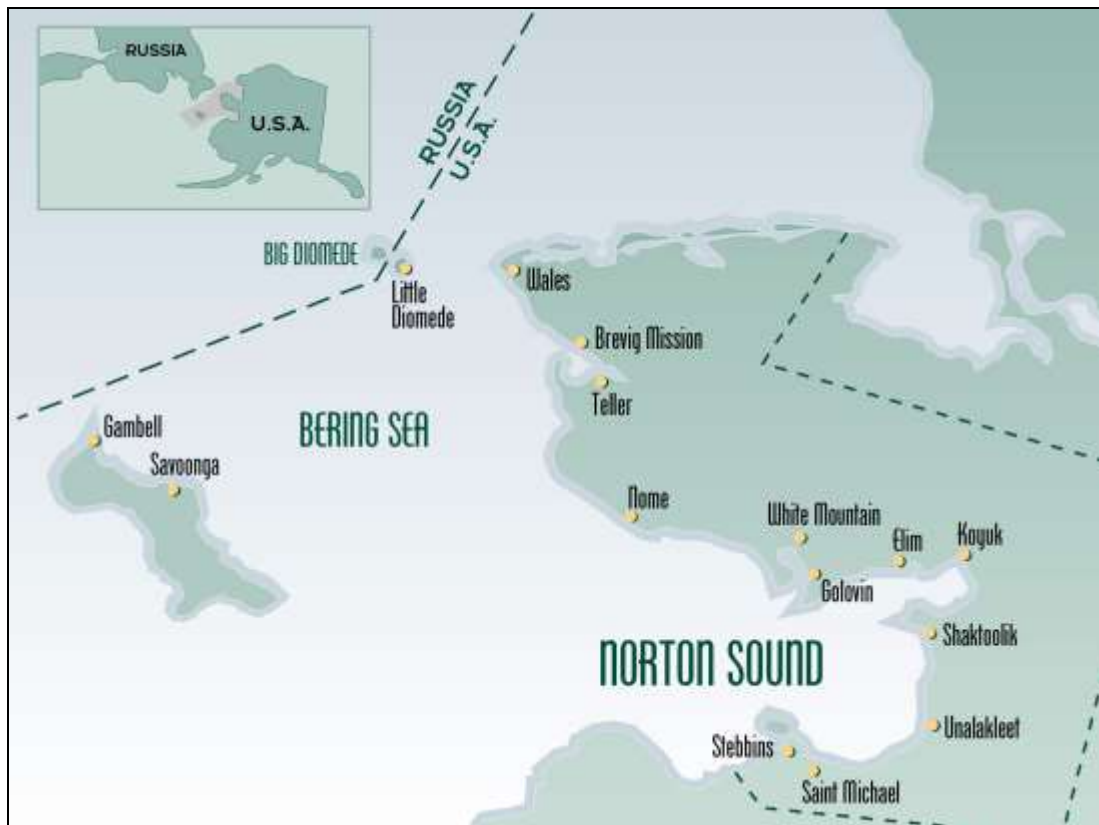 RUSSIA
U.S.A.
RUSSIA
U.S.A.
BIG DIOMEDE
Little
Diomede
Wales
Brevig Mission
Teller
BERING SEA
Gambell
Savoonga
Nome
White Mountain
Elim
Koyuk
Golovin
Shaktoolik
NORTON SOUND
Unalakleet
Stebbins
Saint Michael